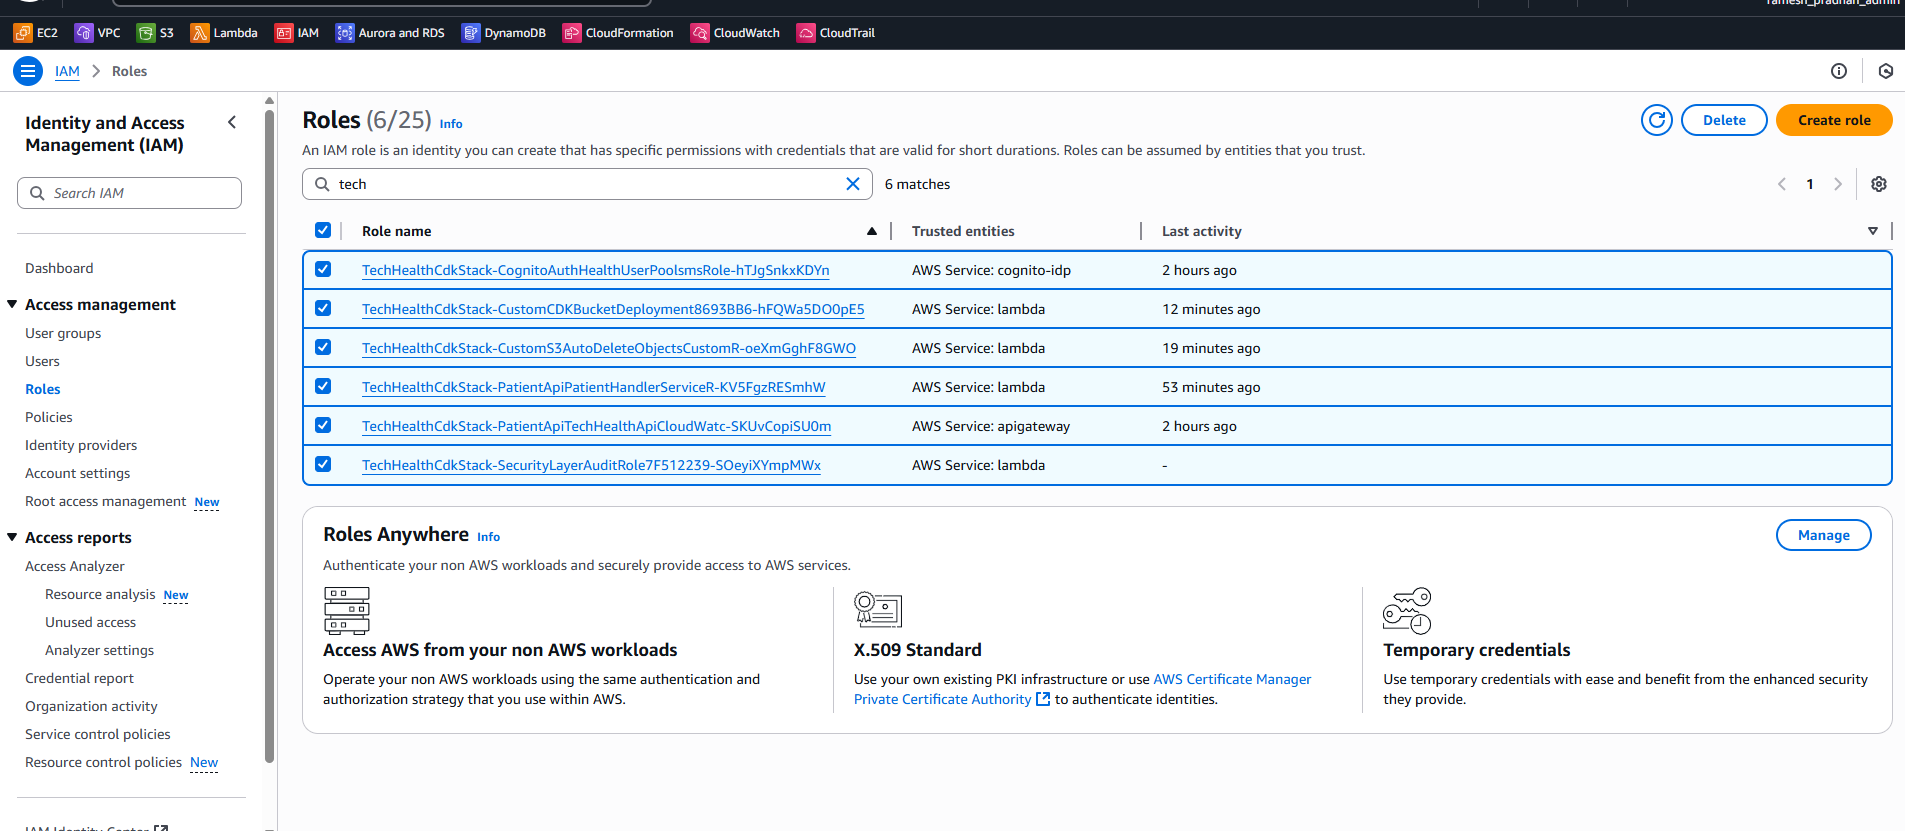 ramesh_pradhan_admin
EC2 VPC S3 Lambda IAM Aurora and RDS DynamoDB CloudFormation CloudWatch CloudTrail
IAM > Roles
Identity and Access Management (IAM)
Search IAM
Dashboard
Access management
User groups
Users
Roles
Policies
Identity providers
Account settings
Root access management New
Access reports
Access Analyzer
Resource analysis New
Unused access
Analyzer settings
Credential report
Organization activity
Service control policies
Resource control policies New
IAM Identity Center
Roles (6/25) Info
Delete
Create role
An IAM role is an identity you can create that has specific permissions with credentials that are valid for short durations. Roles can be assumed by entities that you trust.
tech
6 matches
1
Role name Trusted entities Last activity
TechHealthCdkStack-CognitoAuthHealthUserPoolsmsRole-hTJgSnkxKDYn AWS Service: cognito-idp 2 hours ago
TechHealthCdkStack-CustomCDKBucketDeployment8693BB6-hFQWa5DO0pE5 AWS Service: lambda 12 minutes ago
TechHealthCdkStack-CustomS3AutoDeleteObjectsCustomR-oeXmGghF8GWO AWS Service: lambda 19 minutes ago
TechHealthCdkStack-PatientApiPatientHandlerServiceR-KV5FgzRESmhW AWS Service: lambda 53 minutes ago
TechHealthCdkStack-PatientApiTechHealthApiCloudWatc-SKUvCopiSU0m AWS Service: apigateway 2 hours ago
TechHealthCdkStack-SecurityLayerAuditRole7F512239-SOeyiXYmpMWx AWS Service: lambda -
Roles Anywhere Info
Manage
Authenticate your non AWS workloads and securely provide access to AWS services.
Access AWS from your non AWS workloads
Operate your non AWS workloads using the same authentication and
authorization strategy that you use within AWS.
X.509 Standard
Use your own existing PKI infrastructure or use AWS Certificate Manager
Private Certificate Authority to authenticate identities.
Temporary credentials
Use temporary credentials with ease and benefit from the enhanced security
they provide.